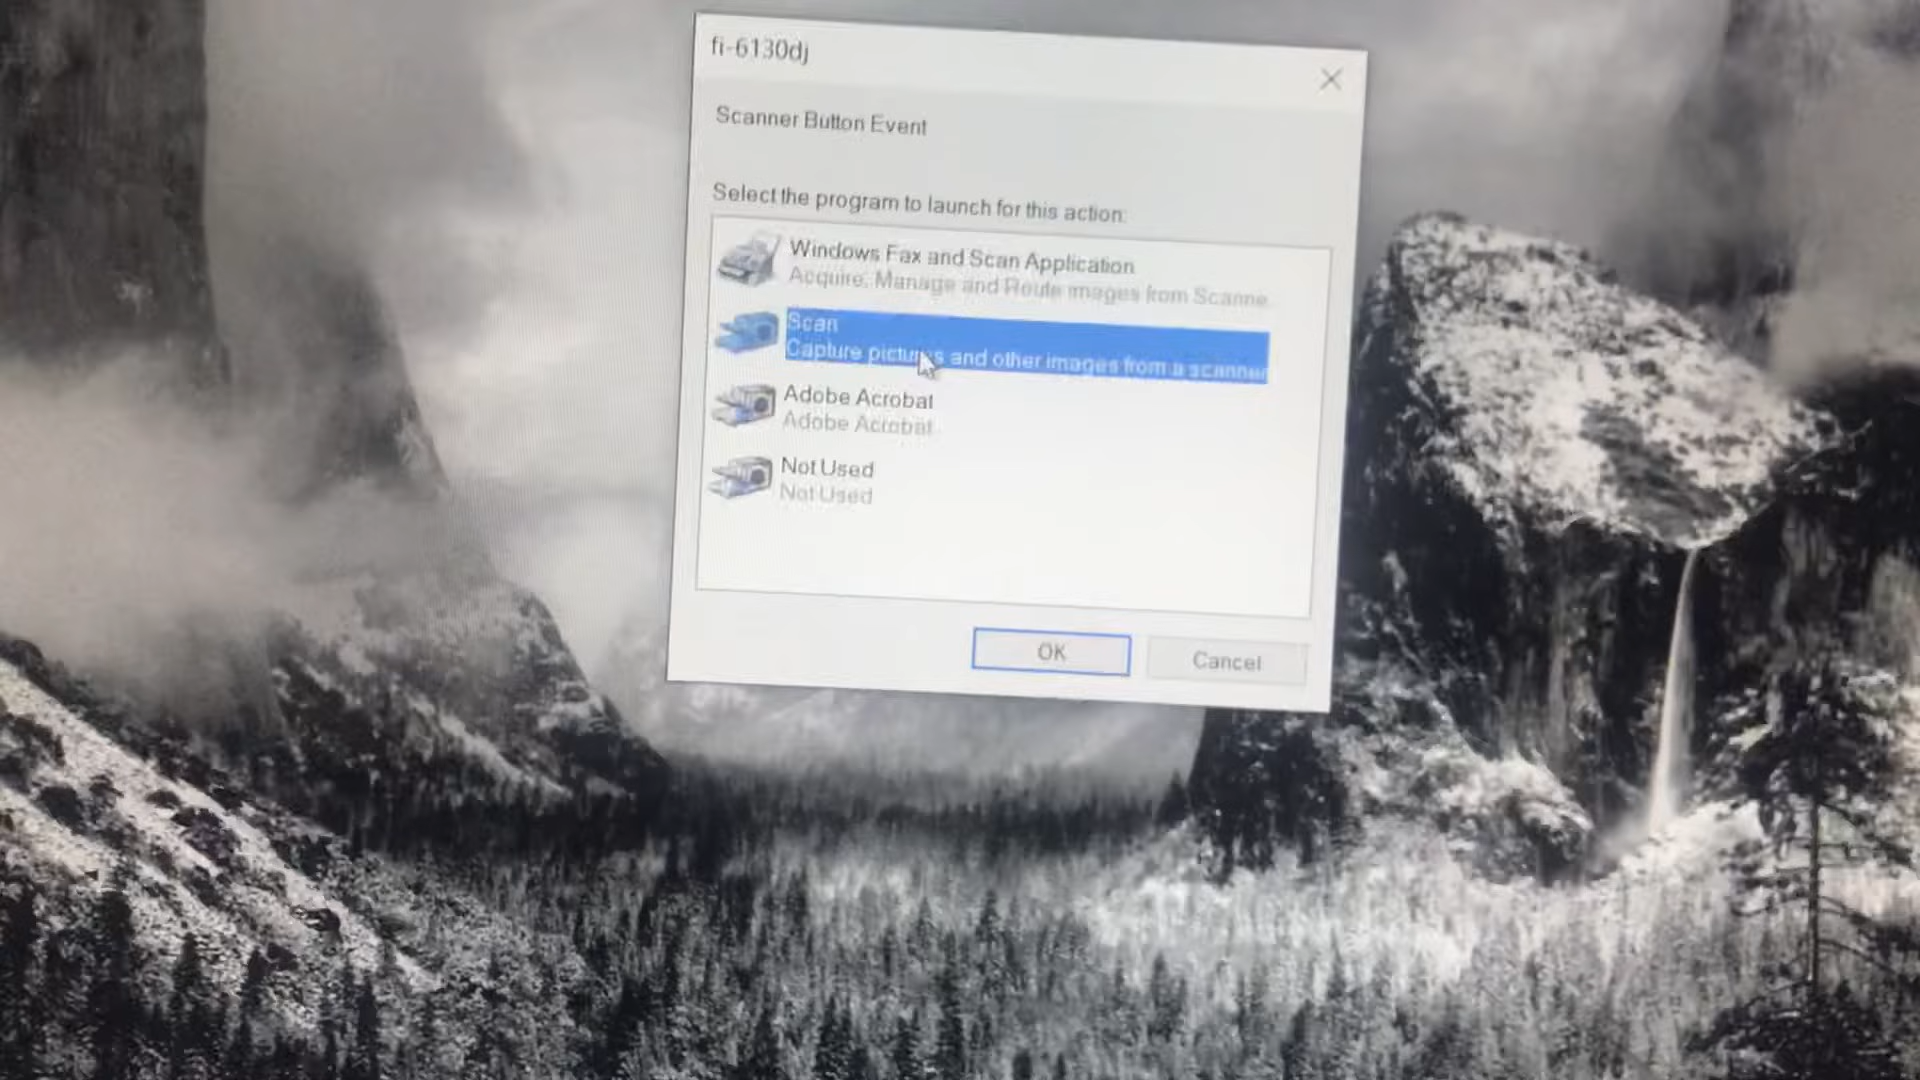 fi-6130dj
Scanner Button Event
Select the program to launch for this action:
Windows Fax and Scan Application
Acquire, Manage and Route images from Scanne
Scan
Capture pictures and other images from a scanner
Adobe Acrobat
Adobe Acrobat
Not Used
Not Used
OK
Cancel